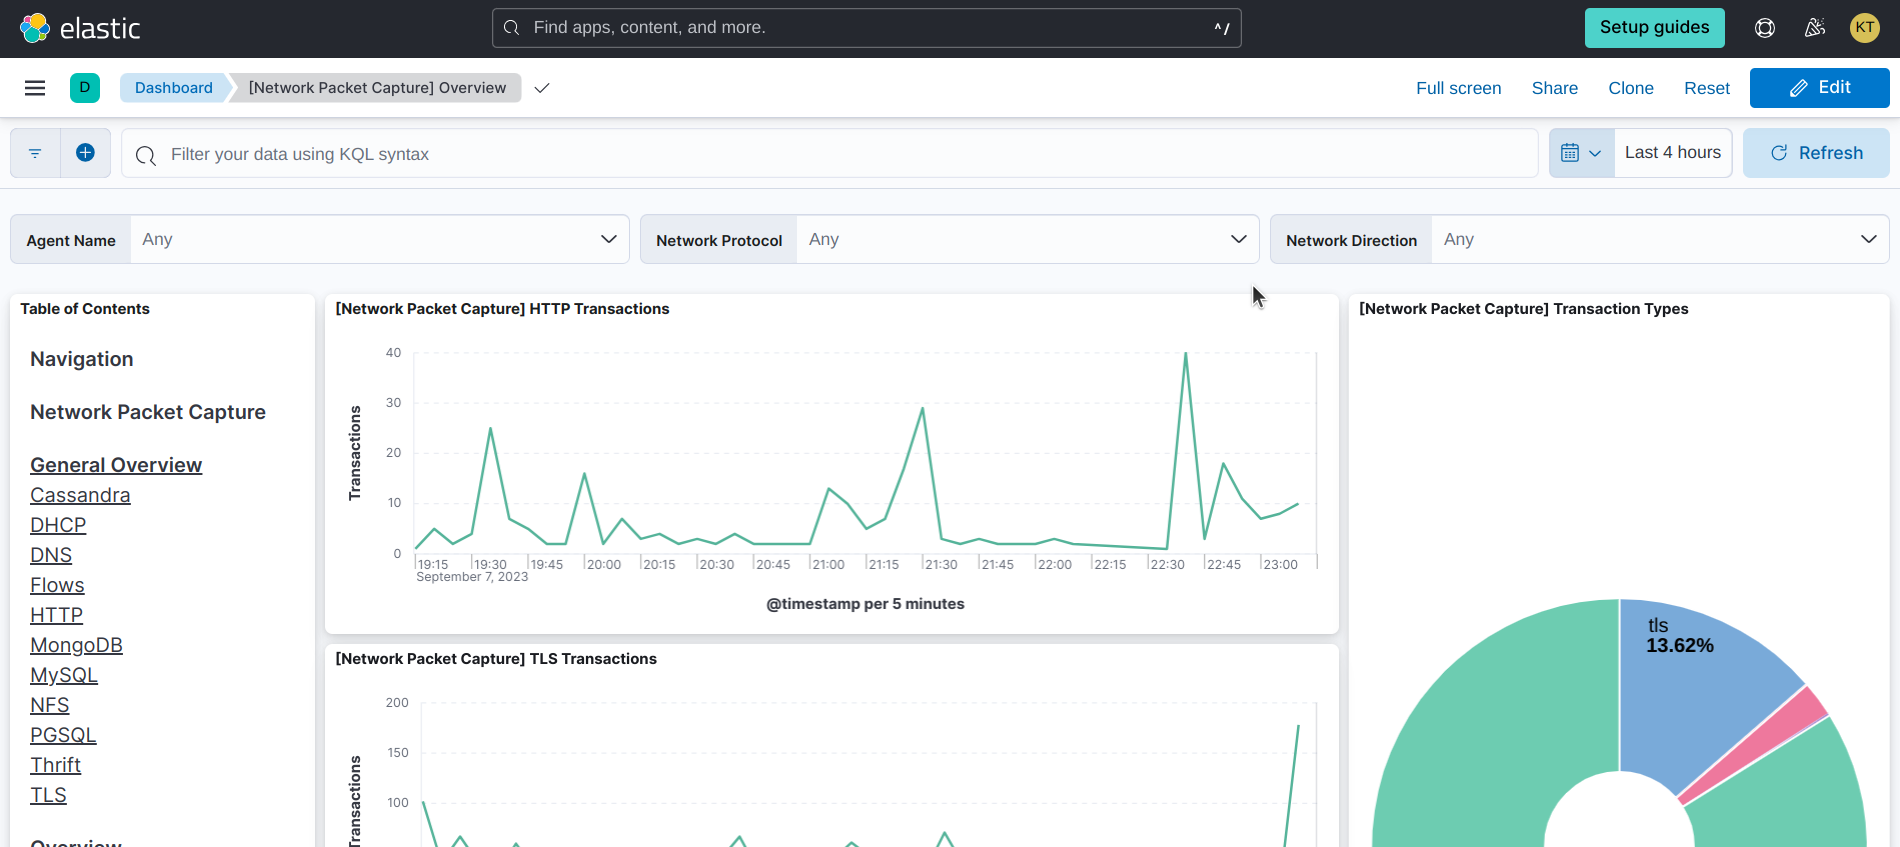 elastic
Find apps, content, and more.
^ /
Setup guides
KT
D
Dashboard
[Network Packet Capture] Overview
Full screen
Share
Clone
Reset
Edit
Filter your data using KQL syntax
Last 4 hours
Refresh
Agent Name
Any
Network Protocol
Any
Network Direction
Any
Table of Contents
Navigation
Network Packet Capture
General Overview
Cassandra
DHCP
DNS
Flows
HTTP
MongoDB
MySQL
NFS
PGSQL
Thrift
TLS
Overview
[Network Packet Capture] HTTP Transactions
Transactions
40
30
20
10
0
19:15
19:30
19:45
20:00
20:15
20:30
20:45
21:00
21:15
21:30
21:45
22:00
22:15
22:30
22:45
23:00
September 7, 2023
@timestamp per 5 minutes
[Network Packet Capture] TLS Transactions
Transactions
200
150
100
[Network Packet Capture] Transaction Types
tls
13.62%